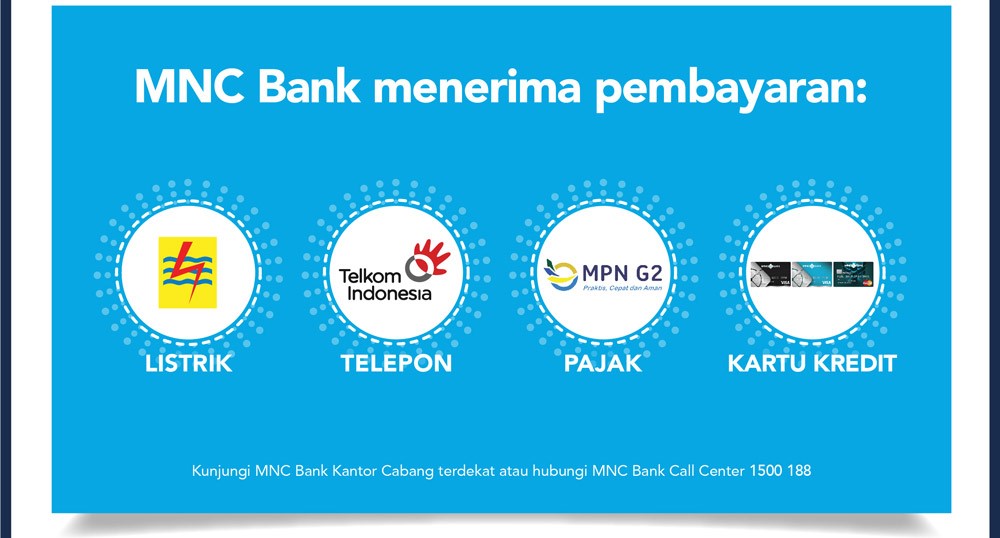 MNC Bank menerima pembayaran:
Telkom
Indonesia
MPN G2
Praktis, Cepat dan Aman
LISTRIK
TELEPON
PAJAK
KARTU KREDIT
Kunjungi MNC Bank Kantor Cabang terdekat atau hubungi MNC Bank Call Center 1500 188